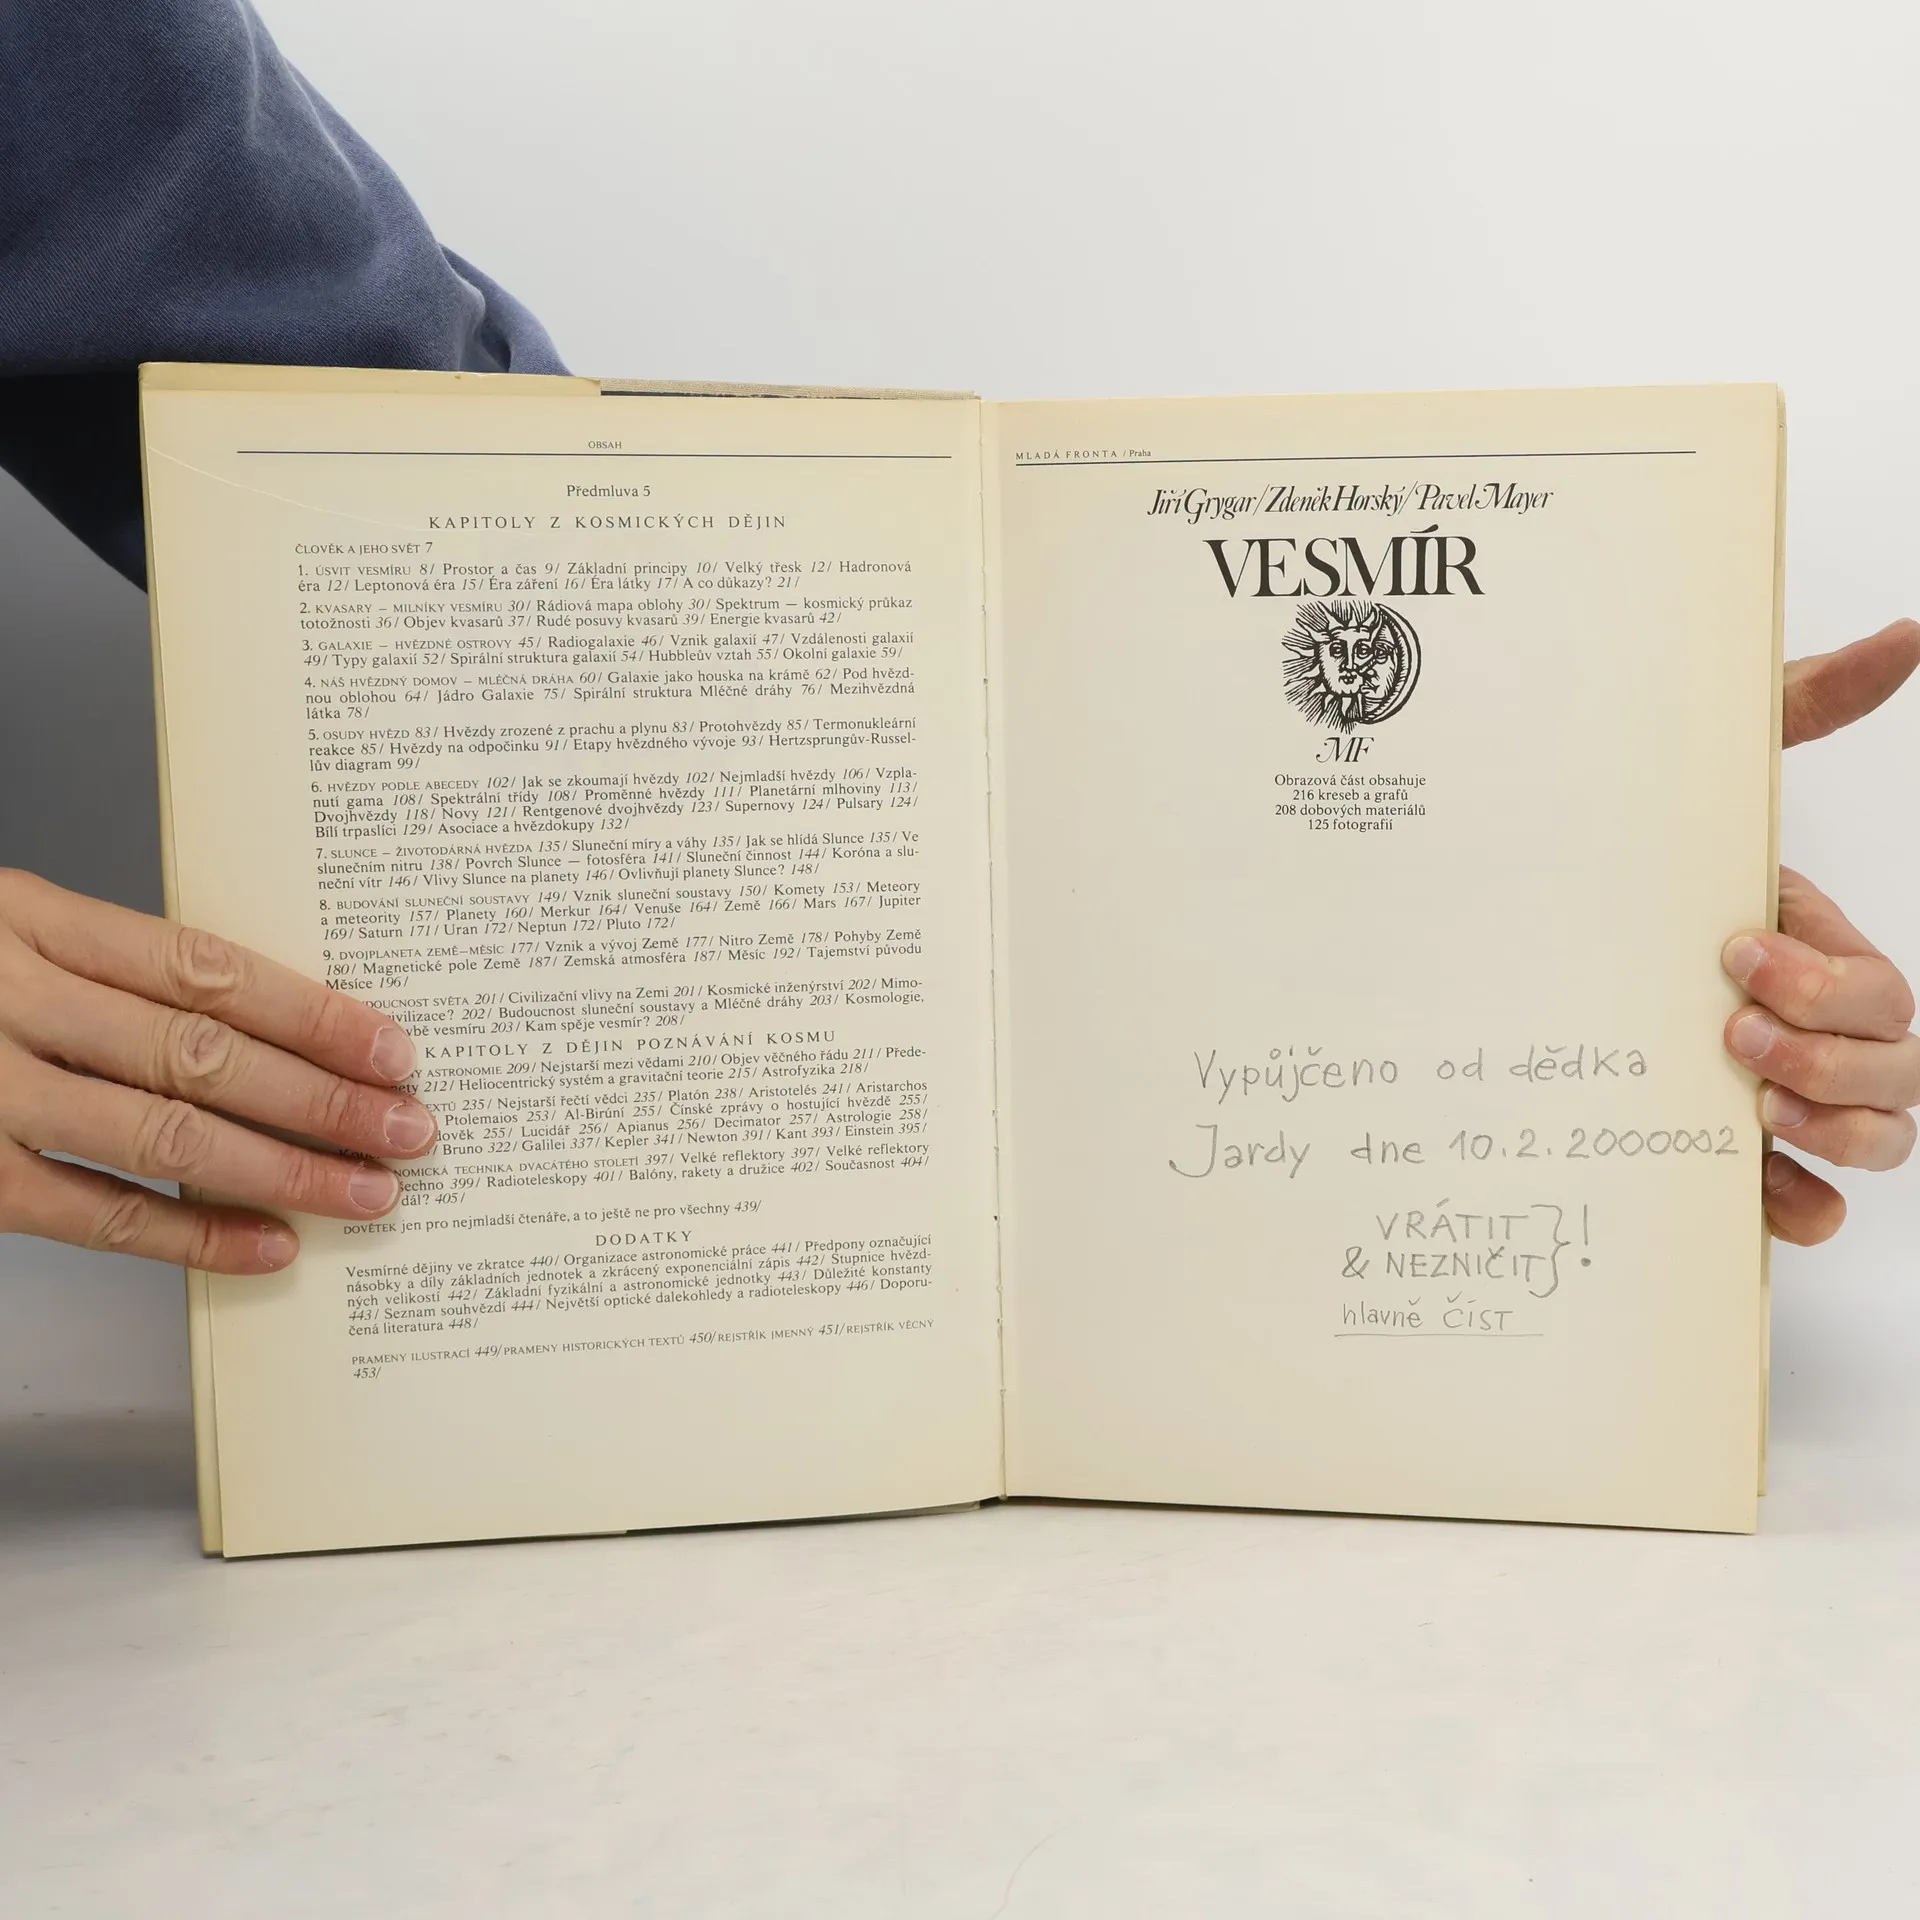 OBSAH
Předmluva 5
KAPITOLY Z KOSMICKÝCH DĚJIN
ČLOVĚK A JEHO SVĚT 7
1. ÚSVIT VESMÍRU 8/ Prostor a čas 9/ Základní principy 10/ Velký třesk 12/ Hadronová
éra 12/ Leptonová éra 15/ Éra záření 16/ Éra látky 17/ A co důkazy? 21/
2. KVASARY – MILNÍKY VESMÍRU 30/ Rádiová mapa oblohy 30/ Spektrum — kosmický průkaz
totožnosti 36/ Objev kvasarů 37/ Rudé posuvy kvasarů 39/ Energie kvasarů 42/
3. GALAXIE – HVĚZDNÉ OSTROVY 45/ Radiogalaxie 46/ Vznik galaxií 47/ Vzdálenosti galaxií
49/ Typy galaxií 52/ Spirální struktura galaxií 54/ Hubbleův vztah 55/ Okolní galaxie 59/
4. NÁŠ HVĚZDNÝ DOMOV – MLÉČNÁ DRÁHA 60/ Galaxie jako houska na krámě 62/ Pod hvězd-
nou oblohou 64/ Jádro Galaxie 75/ Spirální struktura Mléčné dráhy 76/ Mezihvězdná
látka 78/
5. OSUDY HVĚZD 83/ Hvězdy zrozené z prachu a plynu 83/ Protohvězdy 85/ Termonukleární
reakce 85/ Hvězdy na odpočinku 91/ Etapy hvězdného vývoje 93/ Hertzsprungův-Russel-
lův diagram 99/
6. HVĚZDY PODLE ABECEDY 102/ Jak se zkoumají hvězdy 102/ Nejmladší hvězdy 106/ Vzpla-
nutí gama 108/ Spektrální třídy 108/ Proměnné hvězdy 111/ Planetární mlhoviny 113/
Dvojhvězdy 118/ Novy 121/ Rentgenové dvojhvězdy 123/ Supernovy 124/ Pulsary 124/
Bílí trpaslíci 129/ Asociace a hvězdokupy 132/
7. SLUNCE – ŽIVOTODÁRNÁ HVĚZDA 135/ Sluneční míry a váhy 135/ Jak se hlídá Slunce 135/ Ve
slunečním nitru 138/ Povrch Slunce — fotosféra 141/ Sluneční činnost 144/ Koróna a slu-
neční vítr 146/ Vlivy Slunce na planety 146/ Ovlivňují planety Slunce? 148/
8. BUDOVÁNÍ SLUNEČNÍ SOUSTAVY 149/ Vznik sluneční soustavy 150/ Komety 153/ Meteory
a meteority 157/ Planety 160/ Merkur 164/ Venuše 164/ Země 166/ Mars 167/ Jupiter
169/ Saturn 171/ Uran 172/ Neptun 172/ Pluto 172/
9. DVOJPLANETA ZEMĚ–MĚSÍC 177/ Vznik a vývoj Země 177/ Nitro Země 178/ Pohyby Země
180/ Magnetické pole Země 187/ Zemská atmosféra 187/ Měsíc 192/ Tajemství původu
Měsíce 196/
DOUCNOST SVĚTA 201/ Civilizační vlivy na Zemi 201/ Kosmické inženýrství 202/ Mimo-
ivilizace? 202/ Budoucnost sluneční soustavy a Mléčné dráhy 203/ Kosmologie,
vbě vesmíru 203/ Kam spěje vesmír? 208/
KAPITOLY Z DĚJIN POZNÁVÁNÍ KOSMU
NY ASTRONOMIE 209/ Nejstarší mezi vědami 210/ Objev věčného řádu 211/ Přede-
nety 212/ Heliocentrický systém a gravitační teorie 215/ Astrofyzika 218/
EXTŮ 235/ Nejstarší řečtí vědci 235/ Platón 238/ Aristotelés 241/ Aristarchos
Ptolemaios 253/ Al-Birúní 255/ Čínské zprávy o hostující hvězdě 255/
dověk 255/ Lucidář 256/ Apianus 256/ Decimator 257/ Astrologie 258/
Bruno 322/ Galilei 337/ Kepler 341/ Newton 391/ Kant 393/ Einstein 395/
NOMICKÁ TECHNIKA DVACÁTÉHO STOLETÍ 397/ Velké reflektory 397/ Velké reflektory
šechno 399/ Radioteleskopy 401/ Balóny, rakety a družice 402/ Současnost 404/
dál? 405/
DOVĚTEK jen pro nejmladší čtenáře, a to ještě ne pro všechny 439/
DODATKY
Vesmírné dějiny ve zkratce 440/ Organizace astronomické práce 441/ Předpony označující
násobky a díly základních jednotek a zkrácený exponenciální zápis 442/ Stupnice hvězd-
ných velikostí 442/ Základní fyzikální a astronomické jednotky 443/ Důležité konstanty
443/ Seznam souhvězdí 444/ Největší optické dalekohledy a radioteleskopy 446/ Doporu-
čená literatura 448/
PRAMENY ILUSTRACÍ 449/ PRAMENY HISTORICKÝCH TEXTŮ 450/ REJSTŘÍK JMENNÝ 451/ REJSTŘÍK VĚCNÝ
453/
MLADÁ FRONTA / Praha
Jiří Grygar/Zdeněk Horský/Pavel Mayer
VESMÍR
MF
Obrazová část obsahuje
216 kreseb a grafů
208 dobových materiálů
125 fotografií
Vypůjčeno od dědka
Jardy dne 10.2.2000002
VRÁTIT }!
& NEZNIČIT
hlavně ČÍST